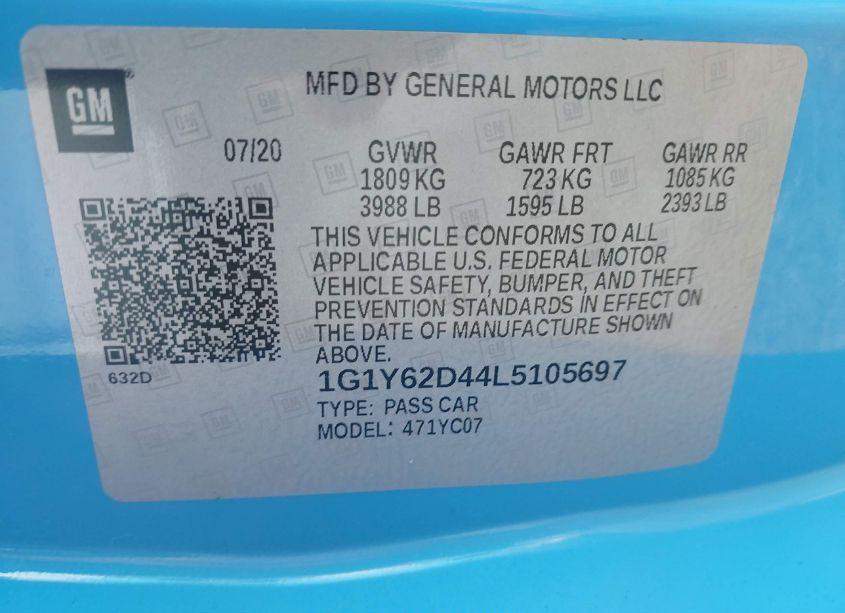 GM
MFD BY GENERAL MOTORS LLC
07/20 GVWR GAWR FRT GAWR RR
1809 KG 723 KG 1085 KG
3988 LB 1595 LB 2393 LB
THIS VEHICLE CONFORMS TO ALL
APPLICABLE U.S. FEDERAL MOTOR
VEHICLE SAFETY, BUMPER, AND THEFT
PREVENTION STANDARDS IN EFFECT ON
THE DATE OF MANUFACTURE SHOWN
ABOVE.
632D
1G1Y62D44L5105697
TYPE: PASS CAR
MODEL: 471YC07